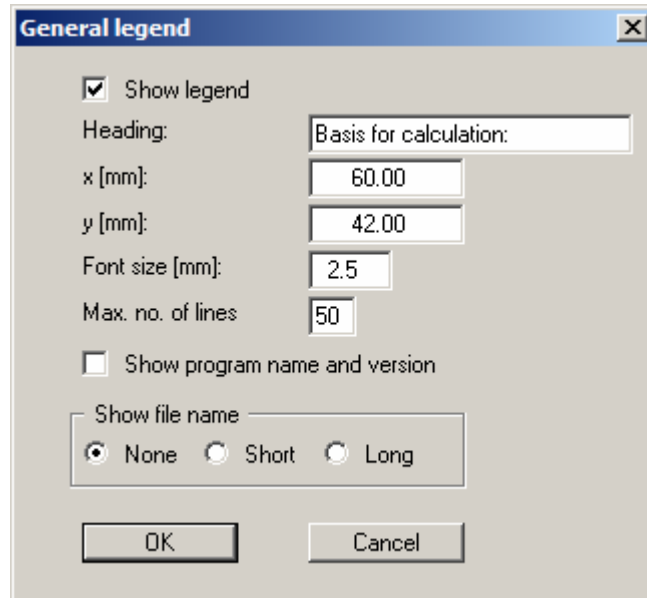 General legend
Show legend
Heading: Basis for calculation:
x [mm]: 60.00
y [mm]: 42.00
Font size [mm]: 2.5
Max. no. of lines 50
Show program name and version
Show file name
None Short Long
OK Cancel